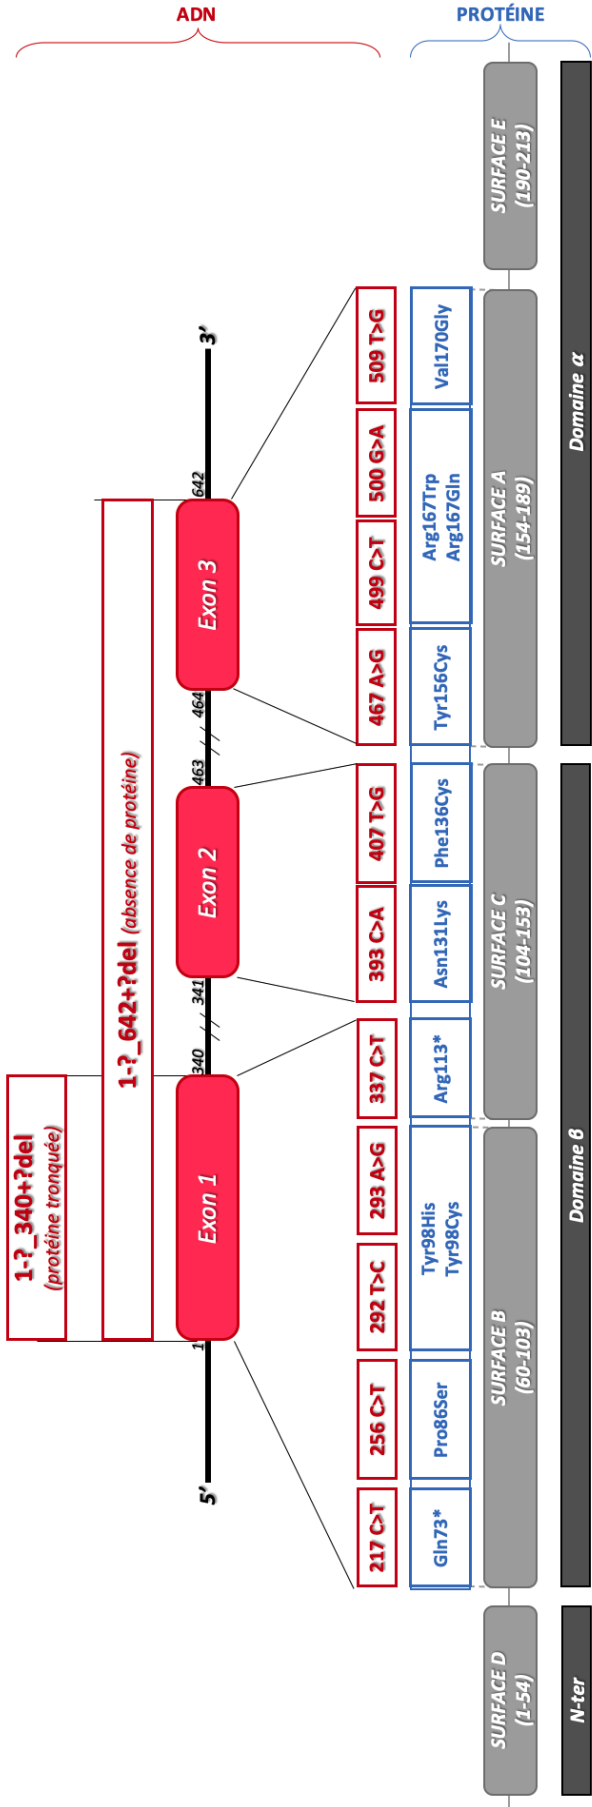 ADN
PROTÉINE
1-?_340+?del
(protéine tronquée)
1-?_642+?del (absence de protéine)
5’
1
Exon 1
340
341
Exon 2
463
464
Exon 3
642
3’
217 C>T
256 C>T
292 T>C
293 A>G
337 C>T
393 C>A
407 T>G
467 A>G
499 C>T
500 G>A
509 T>G
Gln73*
Pro86Ser
Tyr98His
Tyr98Cys
Arg113*
Asn131Lys
Phe136Cys
Tyr156Cys
Arg167Trp
Arg167Gln
Val170Gly
SURFACE D
(1-54)
SURFACE B
(60-103)
SURFACE C
(104-153)
SURFACE A
(154-189)
SURFACE E
(190-213)
N-ter
Domaine β
Domaine α